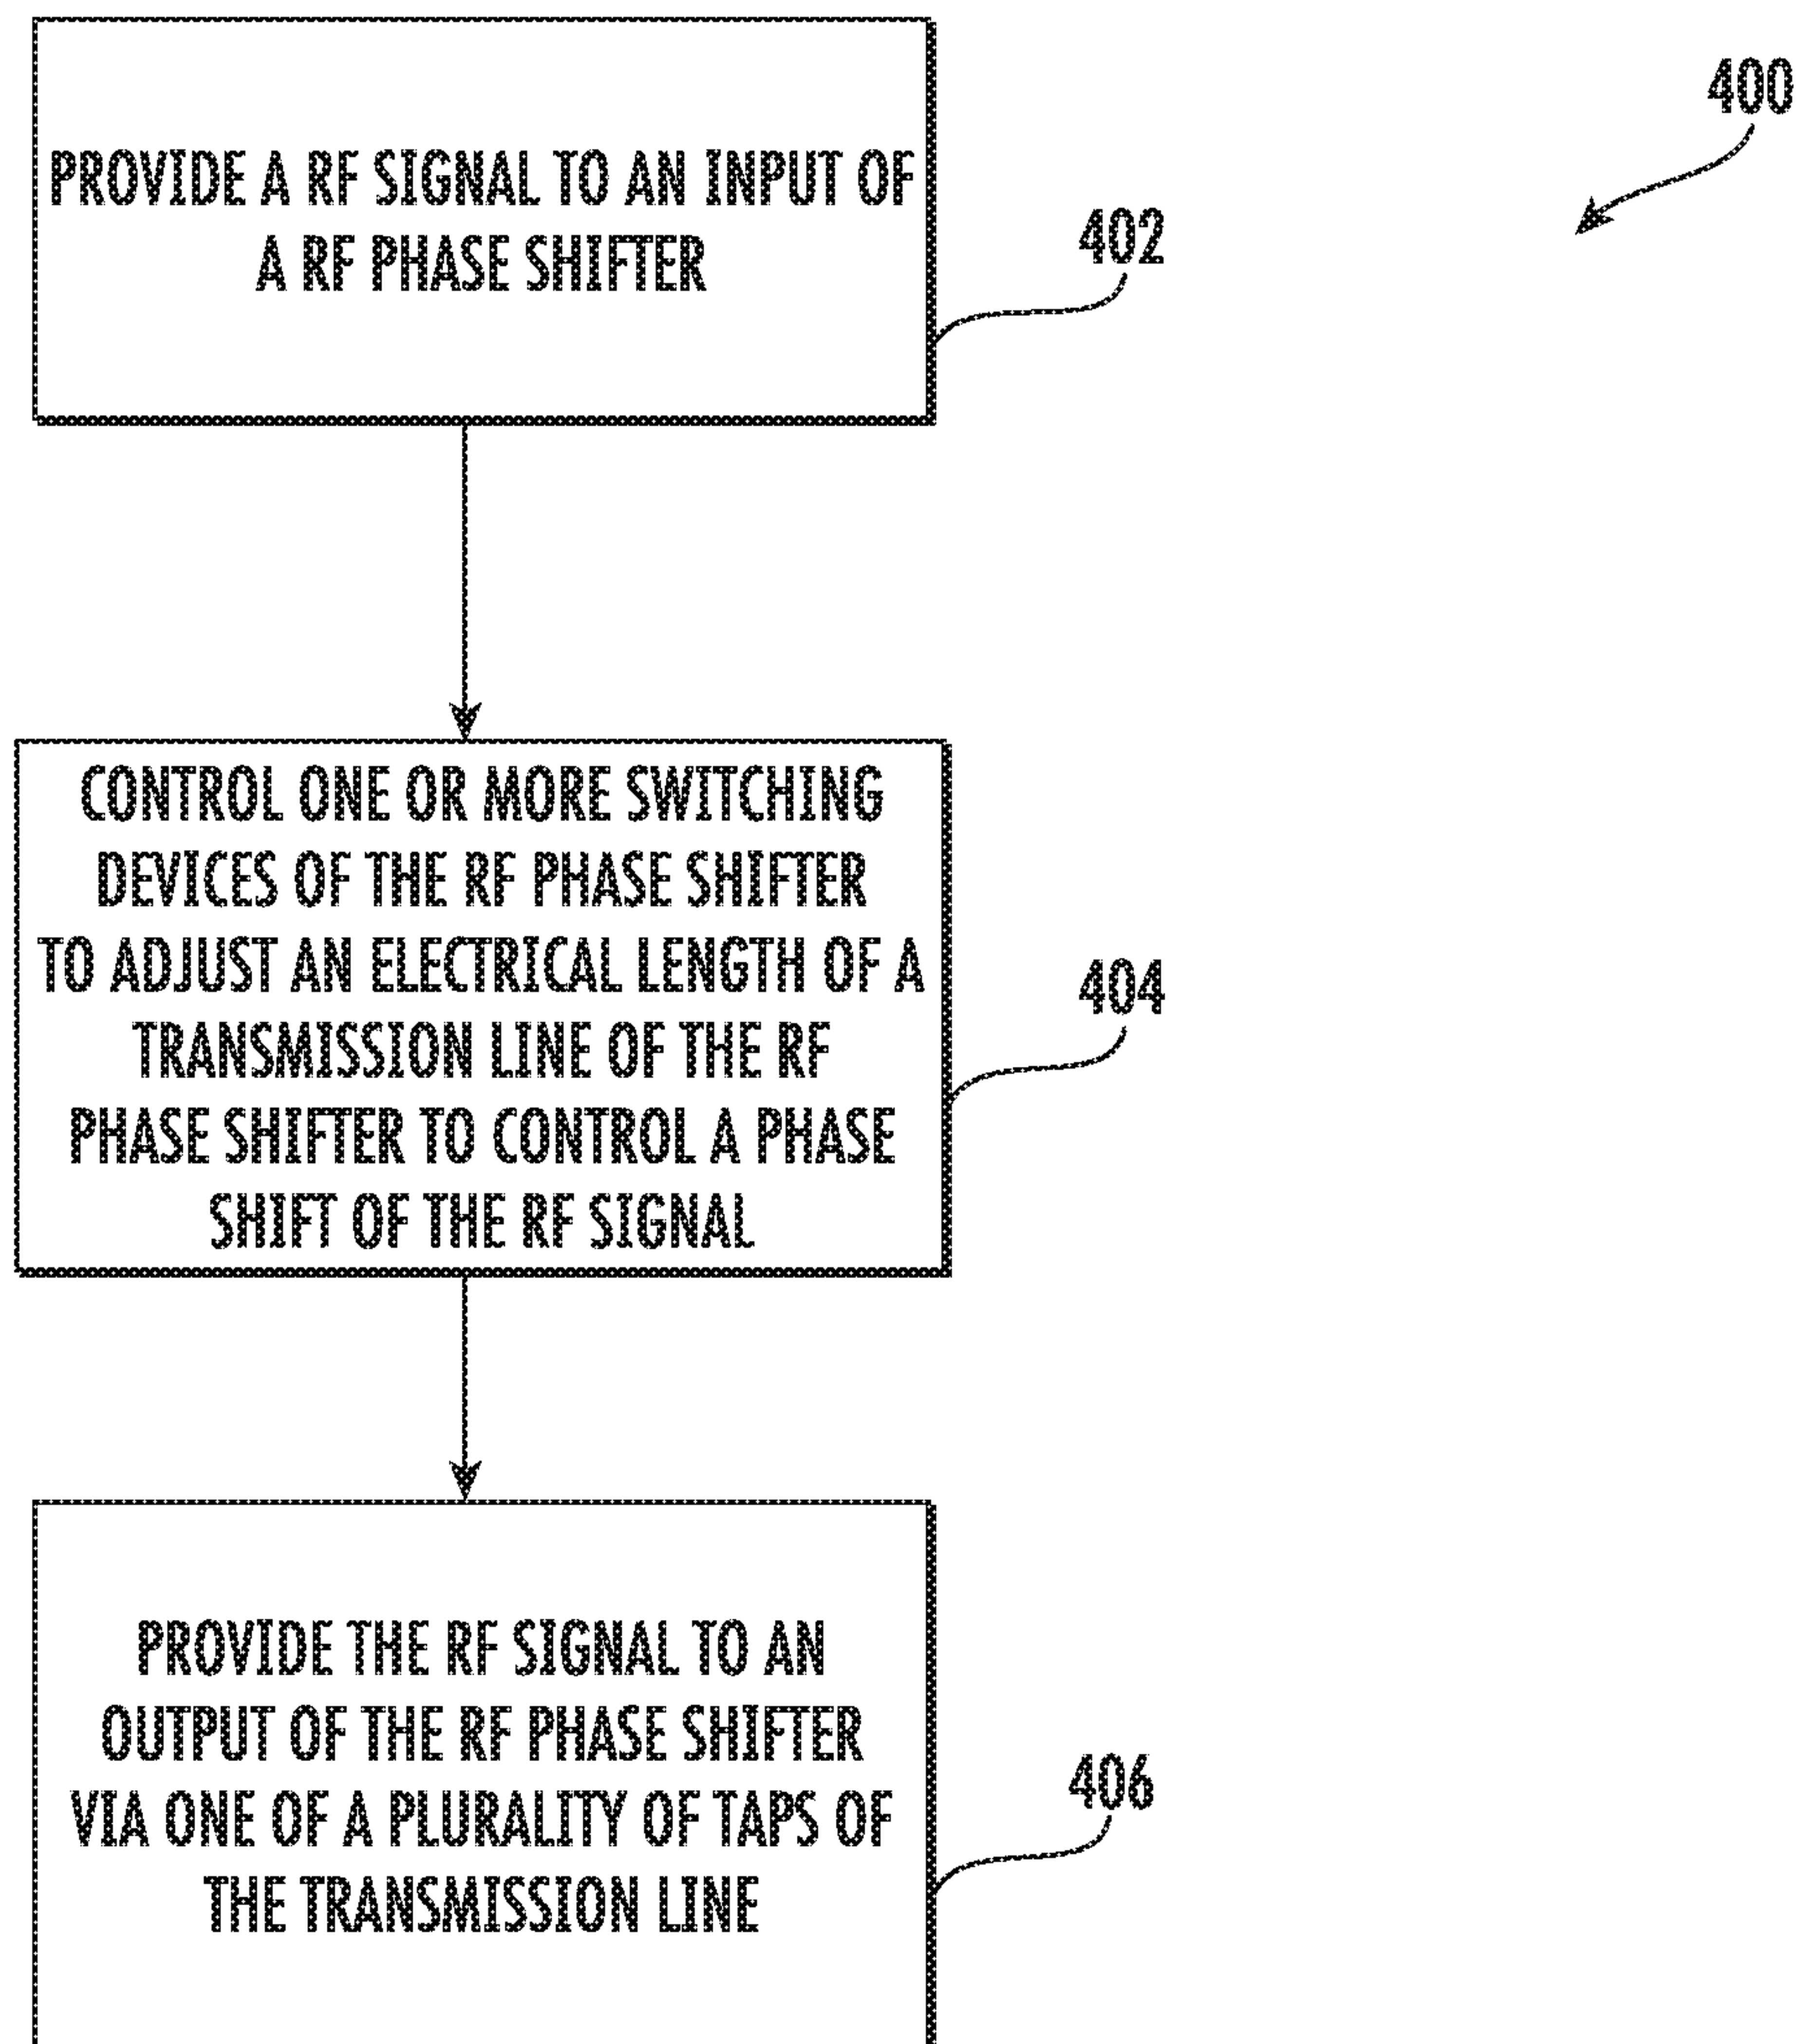 400
PROVIDE A RF SIGNAL TO AN INPUT OF
A RF PHASE SHIFTER
402
CONTROL ONE OR MORE SWITCHING
DEVICES OF THE RF PHASE SHIFTER
TO ADJUST AN ELECTRICAL LENGTH OF A
TRANSMISSION LINE OF THE RF
PHASE SHIFTER TO CONTROL A PHASE
SHIFT OF THE RF SIGNAL
404
PROVIDE THE RF SIGNAL TO AN
OUTPUT OF THE RF PHASE SHIFTER
VIA ONE OF A PLURALITY OF TAPS OF
THE TRANSMISSION LINE
406